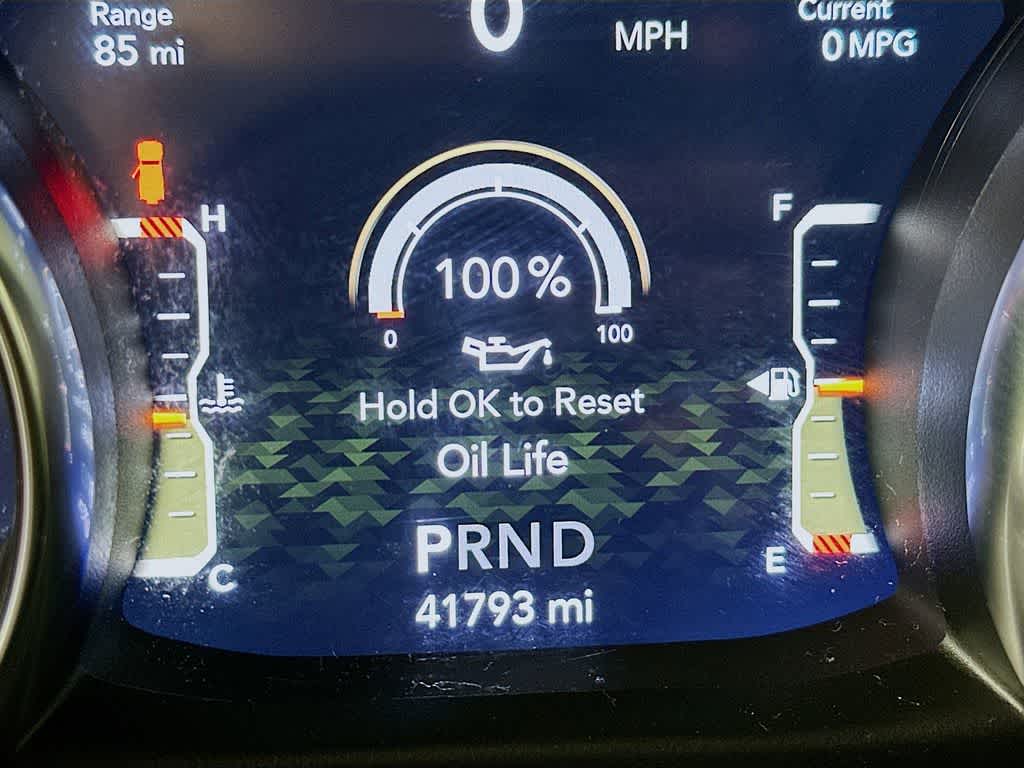 Range
85 mi
0 MPH
Current
0 MPG
H
F
100%
0 100
Hold OK to Reset
Oil Life
C
E
PRND
41793 mi